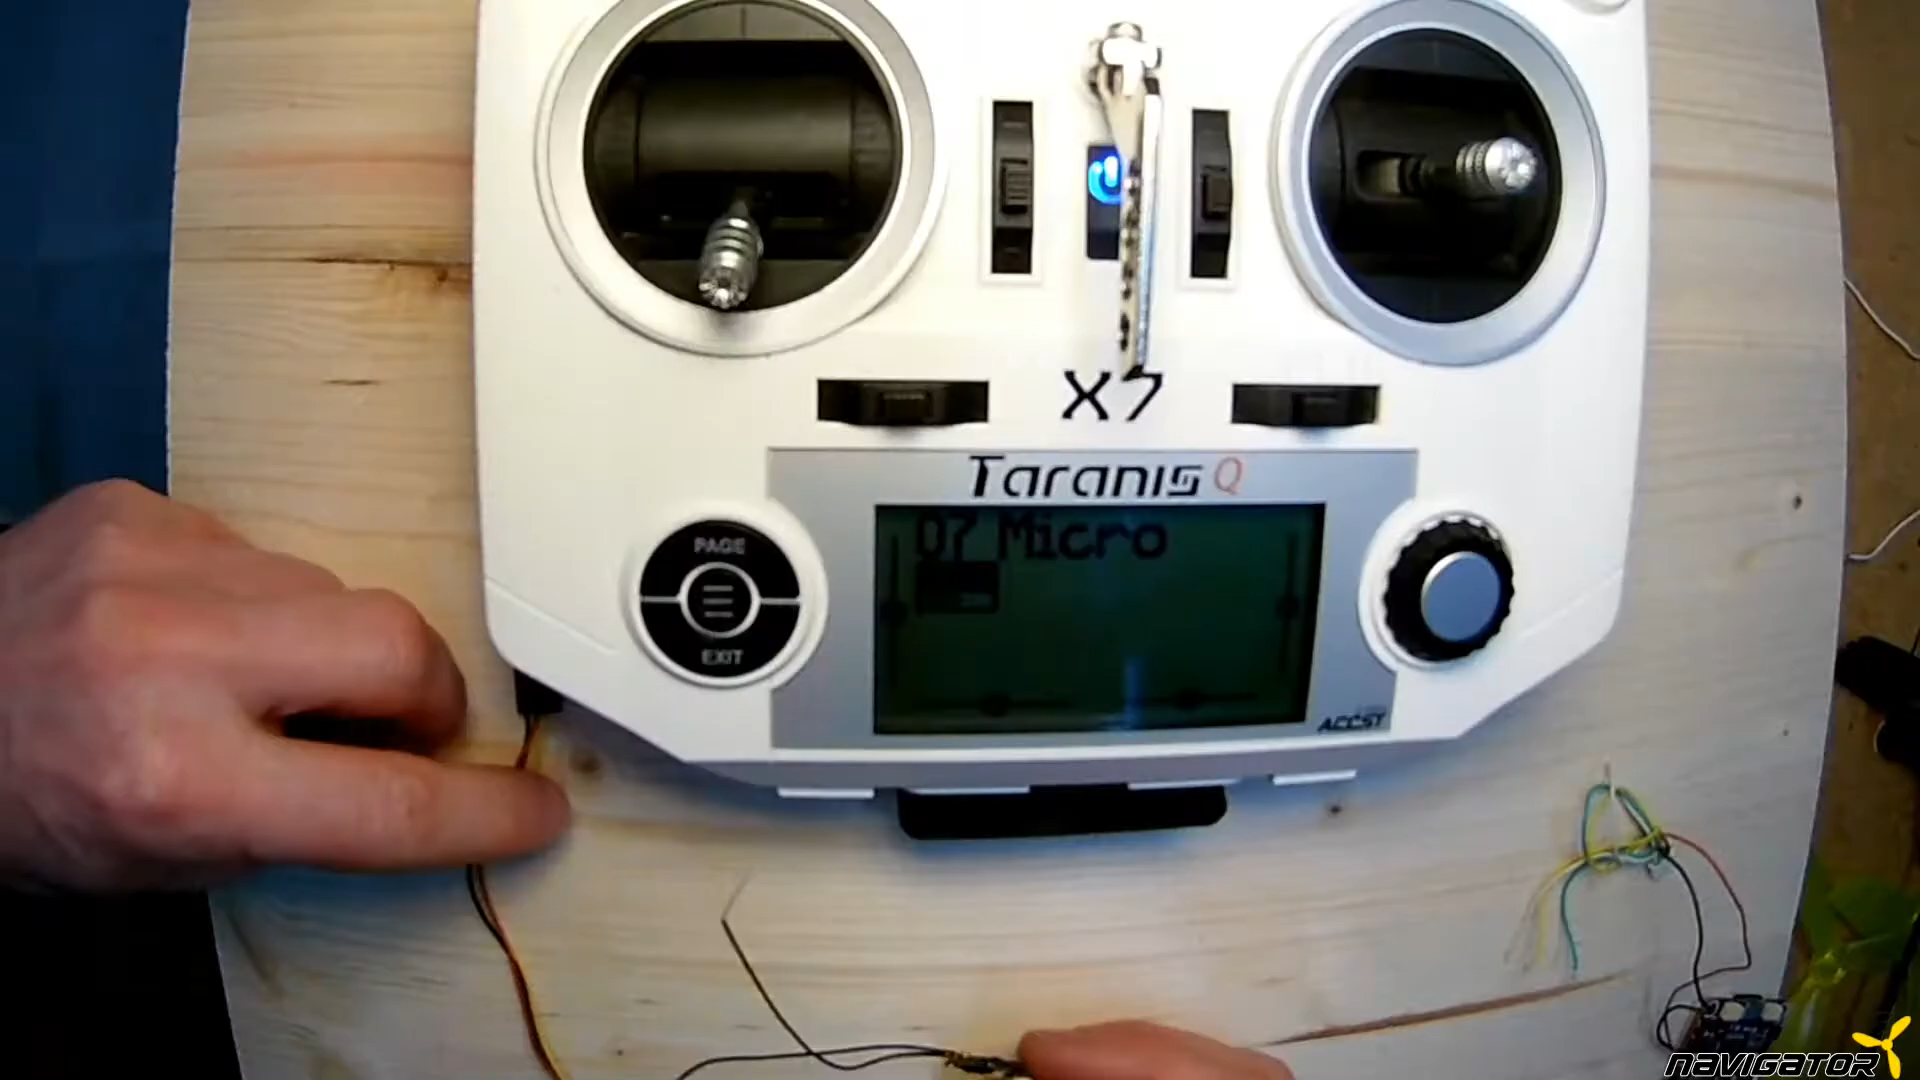 X7
Taranis Q
PAGE
EXIT
07 Micro
ACCST
NAVIGATOR